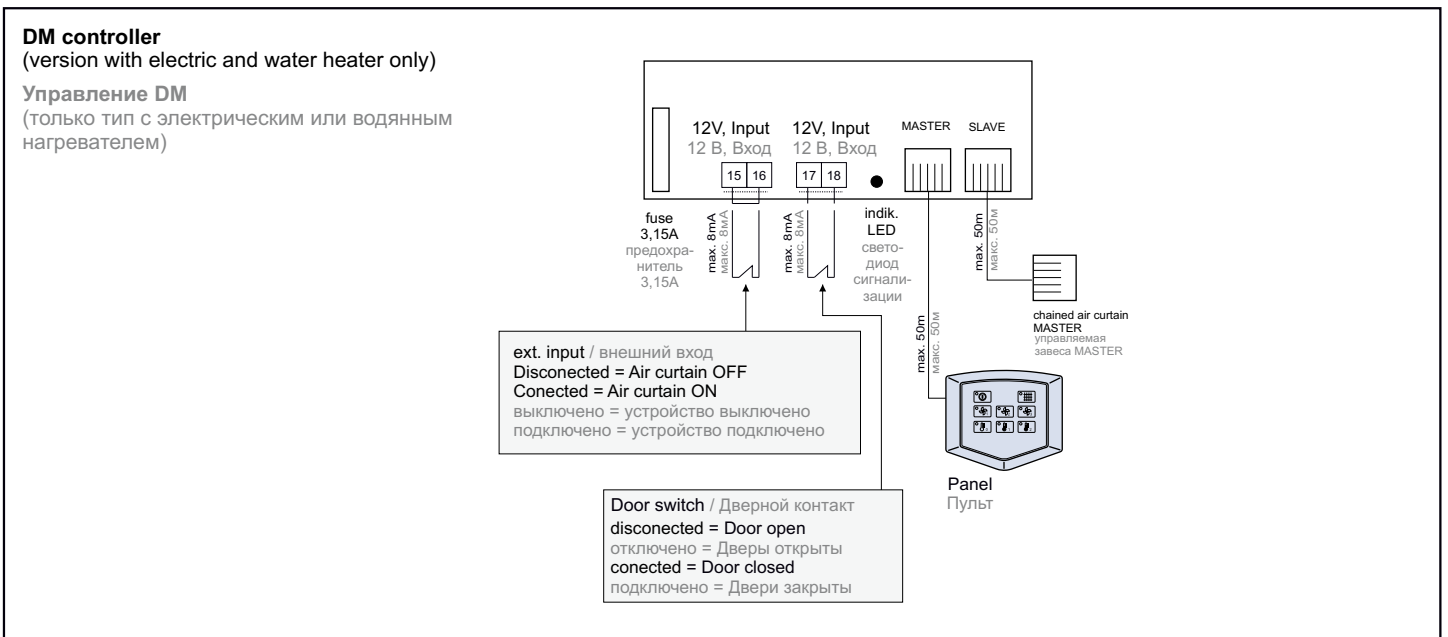 DM controller
(version with electric and water heater only)
Управление DM
(только тип с электрическим или водянным
нагревателем)
12V, Input
12 В, Вход
12V, Input
12 В, Вход
MASTER
SLAVE
15 16
17 18
fuse
3,15A
предохра-
нитель
3,15A
max. 8mA
макс. 8мА
max. 8mA
макс. 8мА
indik.
LED
свето-
диод
сигнали-
зации
max. 50m
макс. 50м
max. 50m
макс. 50м
chained air curtain
MASTER
управляемая
завеса MASTER
ext. input / внешний вход
Disconected = Air curtain OFF
Conected = Air curtain ON
выключено = устройство выключено
подключено = устройство подключено
Panel
Пульт
Door switch / Дверной контакт
disconected = Door open
отключено = Дверы открыты
conected = Door closed
подключено = Двери закрыты